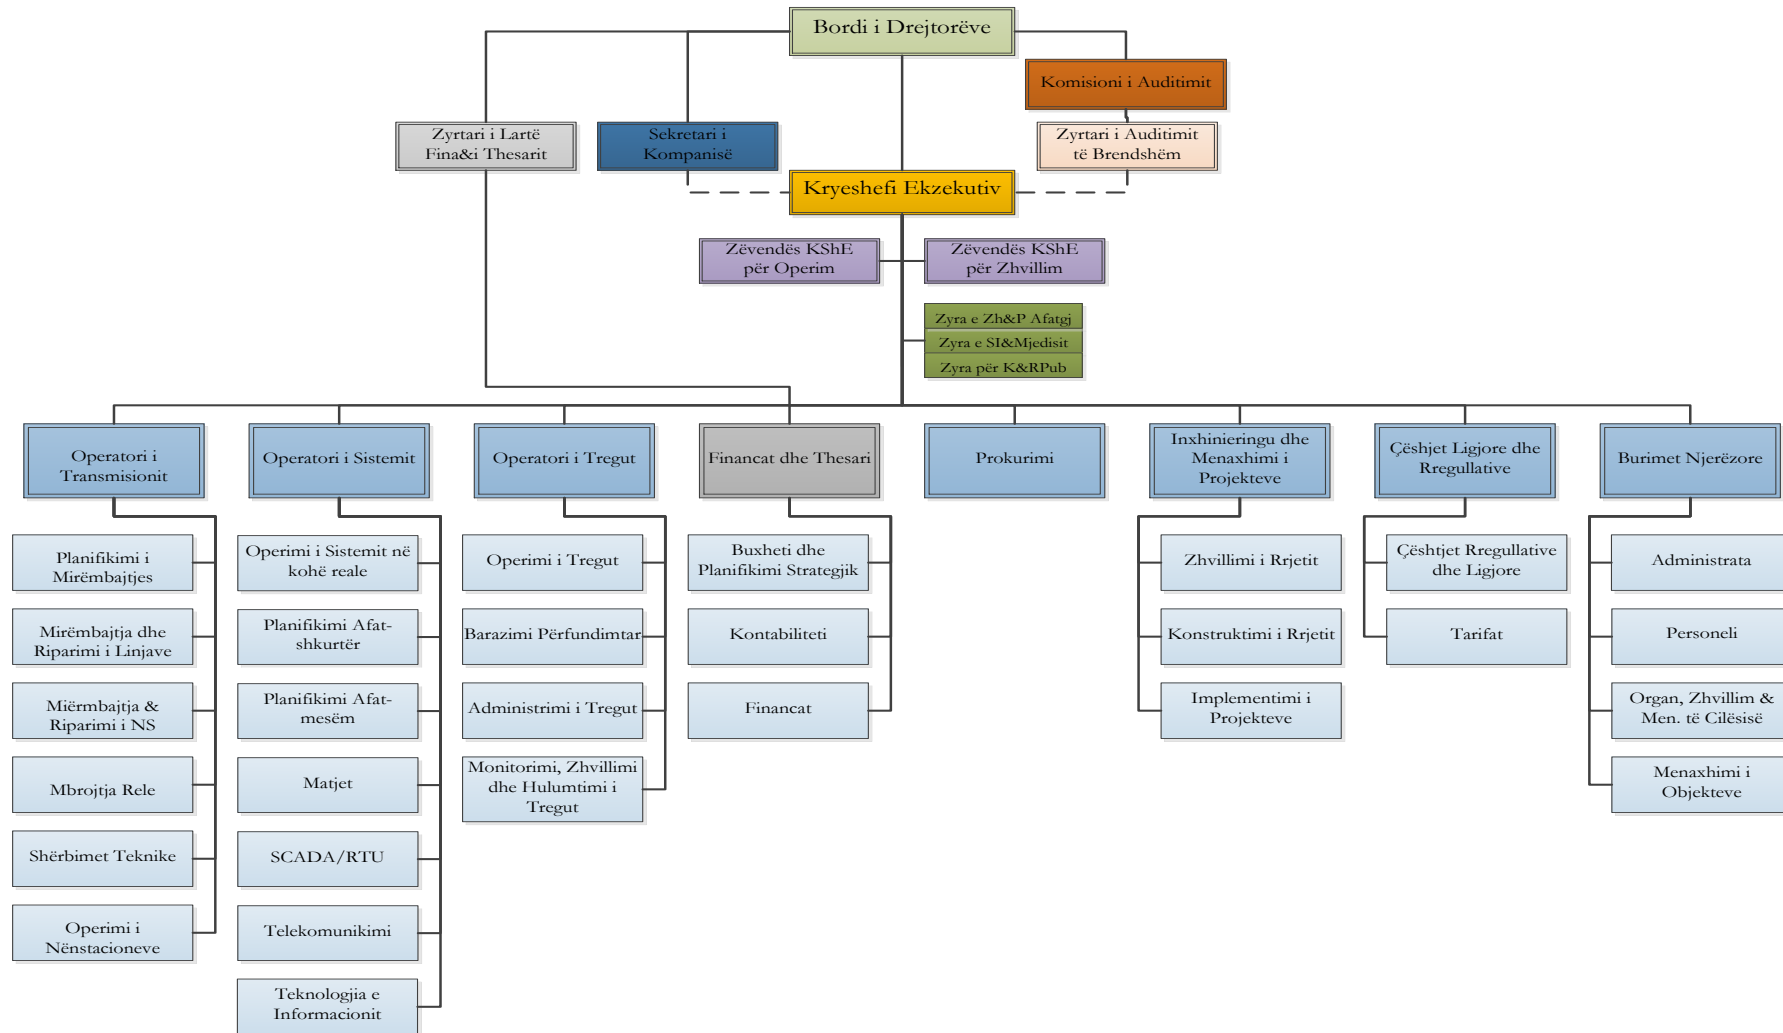 Bordi i Drejtorëve
Komisioni i Auditimit
Zyrtari i Lartë
Fina&i Thesarit
Sekretari i
Kompanisë
Zyrtari i Auditimit
të Brendshëm
Kryeshefi Ekzekutiv
Zëvendës KShE
për Operim
Zëvendës KShE
për Zhvillim
Zyra e Zh&P Afatgj
Zyra e SI&Mjedisit
Zyra për K&RPub
Operatori i
Transmisionit
Operatori i Sistemit
Operatori i Tregut
Financat dhe Thesari
Prokurimi
Inxhinieringu dhe
Menaxhimi i
Projekteve
Çështjet Ligjore dhe
Rregullative
Burimet Njerëzore
Planifikimi i
Mirëmbajtjes
Mirëmbajtja dhe
Riparimi i Linjave
Miërmbajtja &
Riparimi i NS
Mbrojtja Rele
Shërbimet Teknike
Operimi i
Nënstacioneve
Operimi i Sistemit në
kohë reale
Planifikimi Afat-
shkurtër
Planifikimi Afat-
mesëm
Matjet
SCADA/RTU
Telekomunikimi
Teknologjia e
Informacionit
Operimi i Tregut
Barazimi Përfundimtar
Administrimi i Tregut
Monitorimi, Zhvillimi
dhe Hulumtimi i
Tregut
Buxheti dhe
Planifikimi Strategjik
Kontabiliteti
Financat
Zhvillimi i Rrjetit
Konstruktimi i Rrjetit
Implementimi i
Projekteve
Çështjet Rregullative
dhe Ligjore
Tarifat
Administrata
Personeli
Organ, Zhvillim &
Men. të Cilësisë
Menaxhimi i
Objekteve